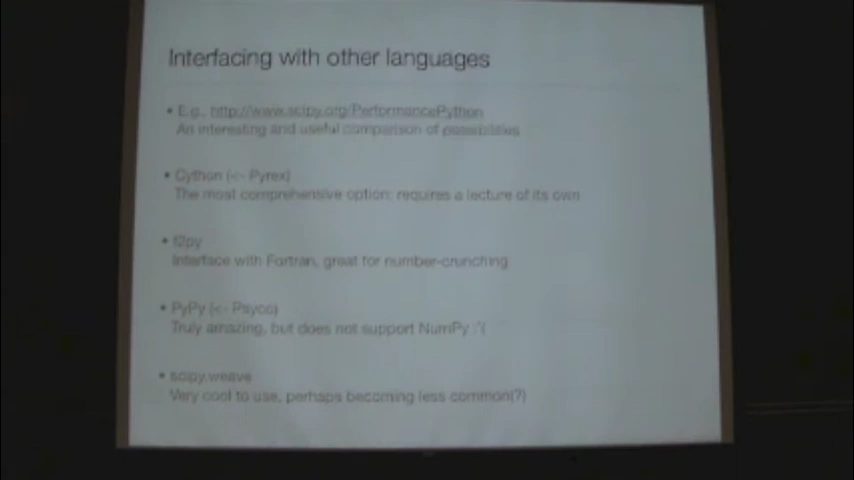 Interfacing with other languages
• E.g., http://www.scipy.org/PerformancePython
An interesting and useful comparison of possibilities
• Cython (<- Pyrex)
The most comprehensive option; requires a lecture of its own
• f2py
Interface with Fortran, great for number-crunching
• PyPy (<- Psyco)
Truly amazing, but does not support NumPy :'(
• scipy.weave
Very cool to use, perhaps becoming less common(?)